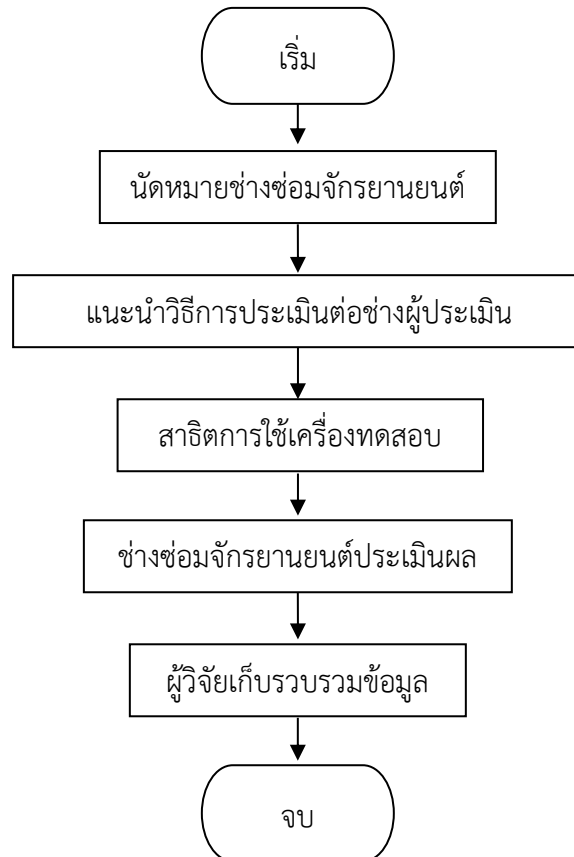 เริ่ม
นัดหมายช่างซ่อมจักรยานยนต์
แนะนำวิธีการประเมินต่อช่างผู้ประเมิน
สาธิตการใช้เครื่องทดสอบ
ช่างซ่อมจักรยานยนต์ประเมินผล
ผู้วิจัยเก็บรวบรวมข้อมูล
จบ